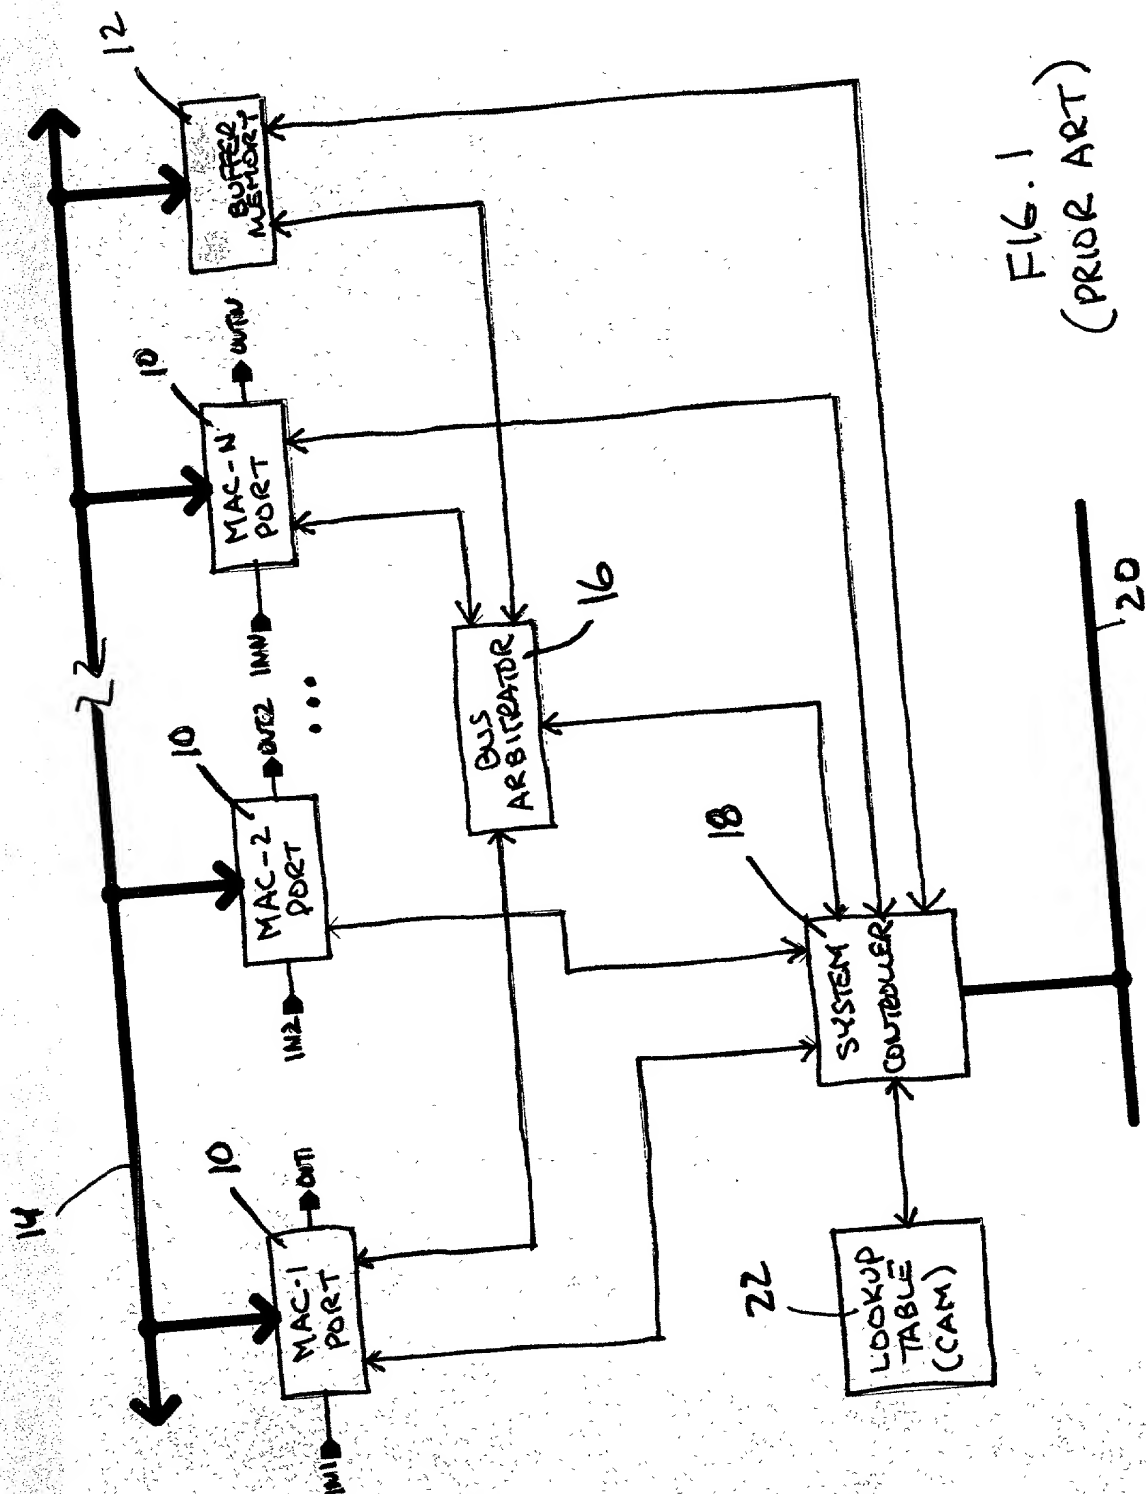 14
12
10
10
10
MAC-1
PORT
IN1
OUT1
MAC-2
PORT
IN2
OUT2
...
MAC-N
PORT
INN
OUTN
BUFFER
MEMORY
BUS
ARBITRATOR
16
18
SYSTEM
CONTROLLER
22
LOOKUP
TABLE
(CAM)
20
FIG. 1
(PRIOR ART)